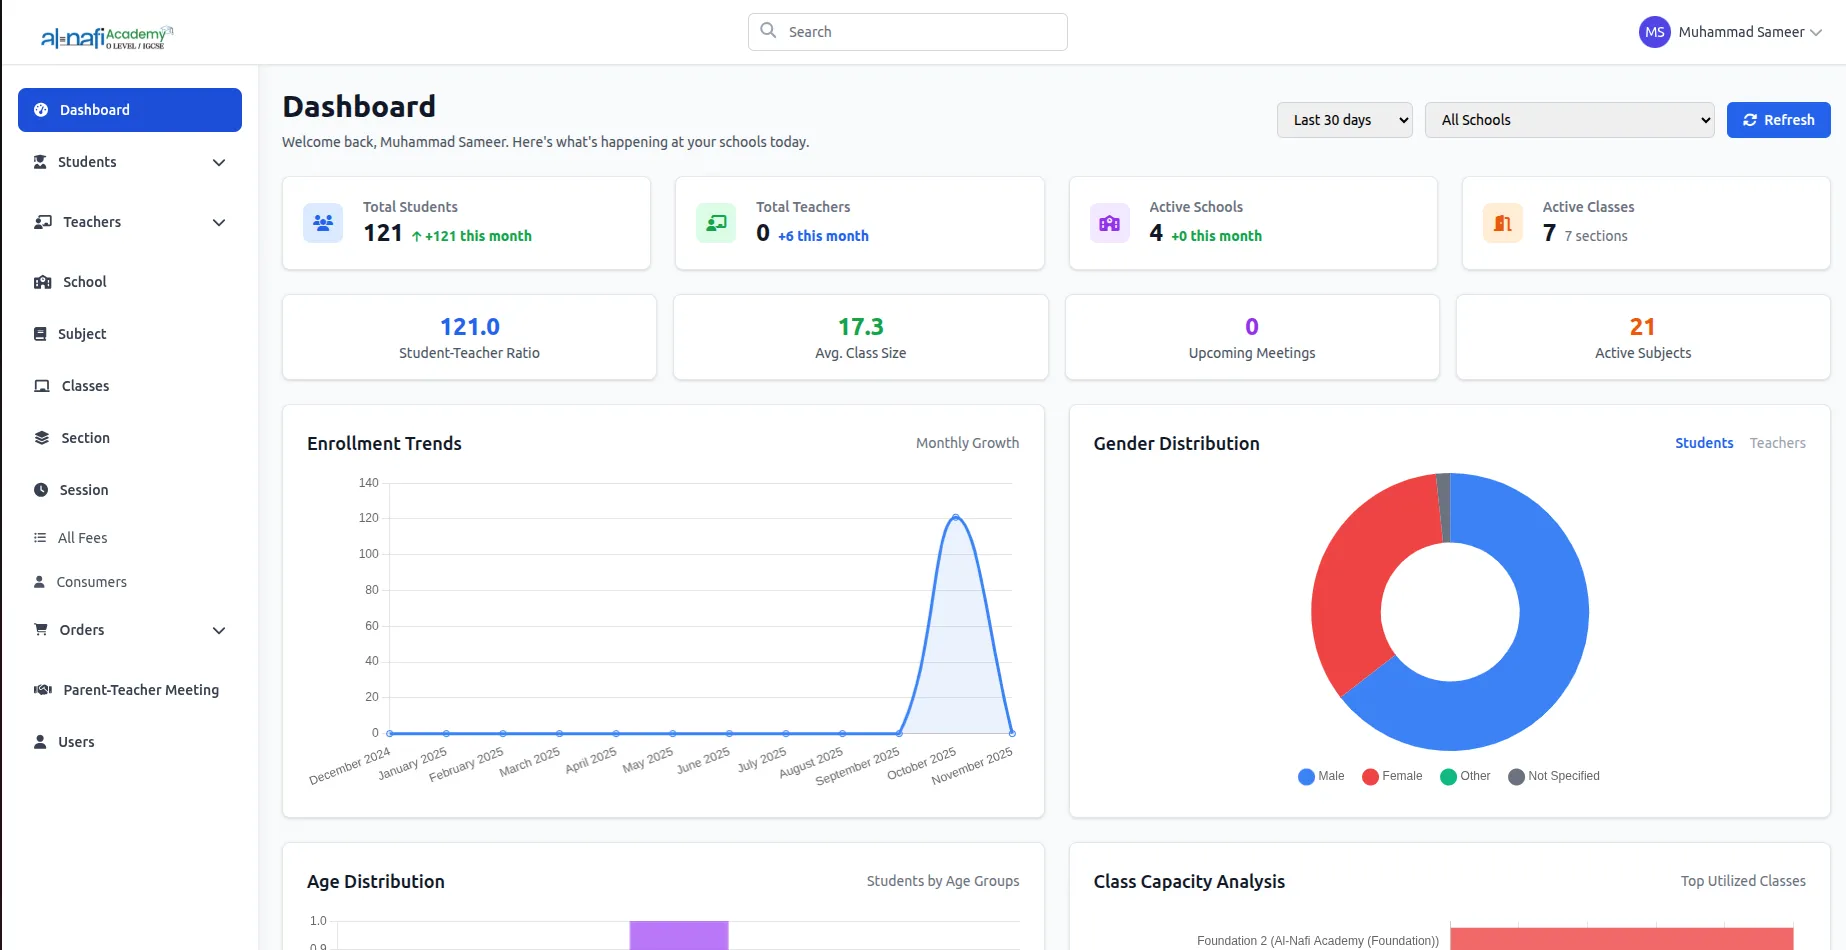 al-nafi Academy
O LEVEL / IGCSE
Search
MS Muhammad Sameer
Dashboard
Students
Teachers
School
Subject
Classes
Section
Session
All Fees
Consumers
Orders
Parent-Teacher Meeting
Users
Dashboard
Welcome back, Muhammad Sameer. Here's what's happening at your schools today.
Last 30 days
All Schools
Refresh
Total Students
121 ↑ +121 this month
Total Teachers
0 +6 this month
Active Schools
4 +0 this month
Active Classes
7 7 sections
121.0
Student-Teacher Ratio
17.3
Avg. Class Size
0
Upcoming Meetings
21
Active Subjects
Enrollment Trends
Monthly Growth
140
120
100
80
60
40
20
0
December 2024
January 2025
February 2025
March 2025
April 2025
May 2025
June 2025
July 2025
August 2025
September 2025
October 2025
November 2025
Gender Distribution
Students Teachers
Male Female Other Not Specified
Age Distribution
Students by Age Groups
1.0
0.9
Class Capacity Analysis
Top Utilized Classes
Foundation 2 (Al-Nafi Academy (Foundation))